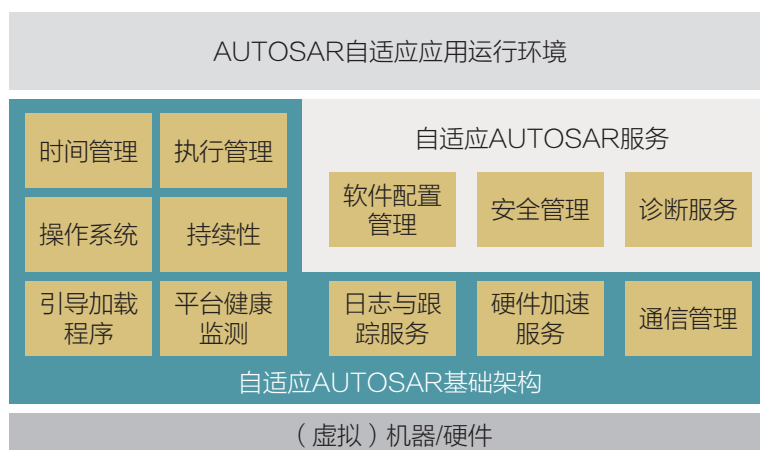 AUTOSAR自适应应用运行环境
时间管理
执行管理
自适应AUTOSAR服务
软件配置
管理
安全管理
诊断服务
操作系统
持续性
引导加载
程序
平台健康
监测
日志与跟
踪服务
硬件加速
服务
通信管理
自适应AUTOSAR基础架构
（虚拟）机器/硬件